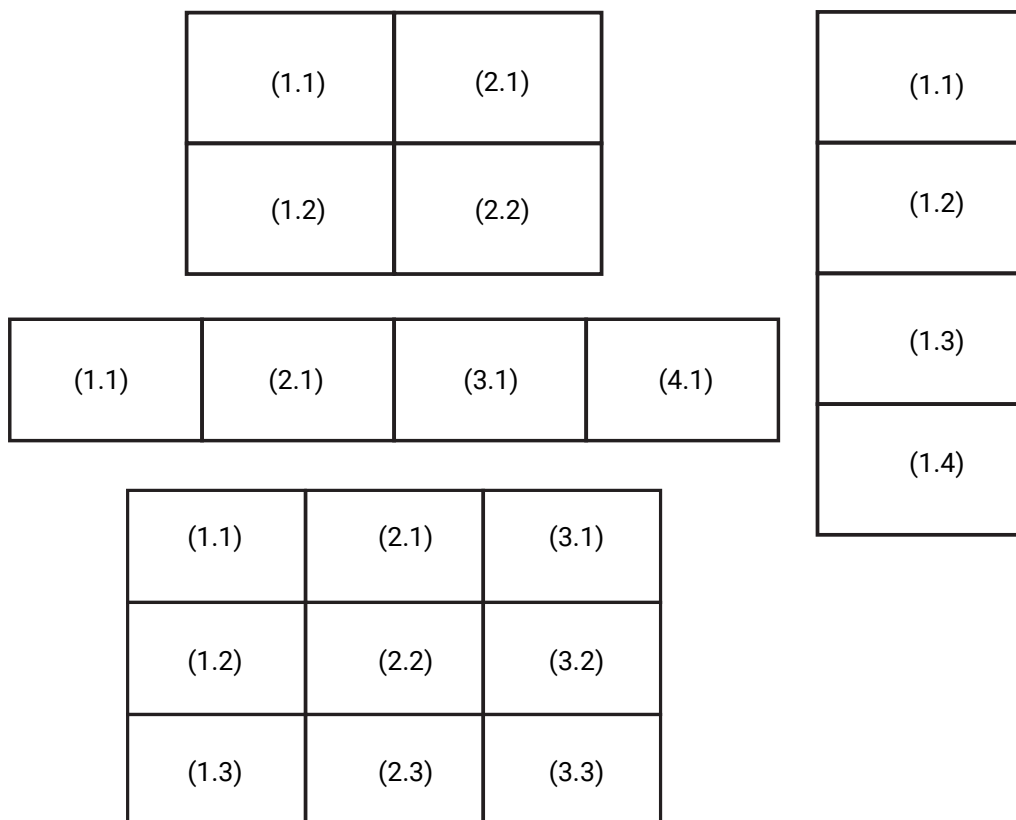 (1.1) (2.1)
(1.2) (2.2)
(1.1) (2.1) (3.1) (4.1)
(1.1) (2.1) (3.1)
(1.2) (2.2) (3.2)
(1.3) (2.3) (3.3)
(1.1)
(1.2)
(1.3)
(1.4)